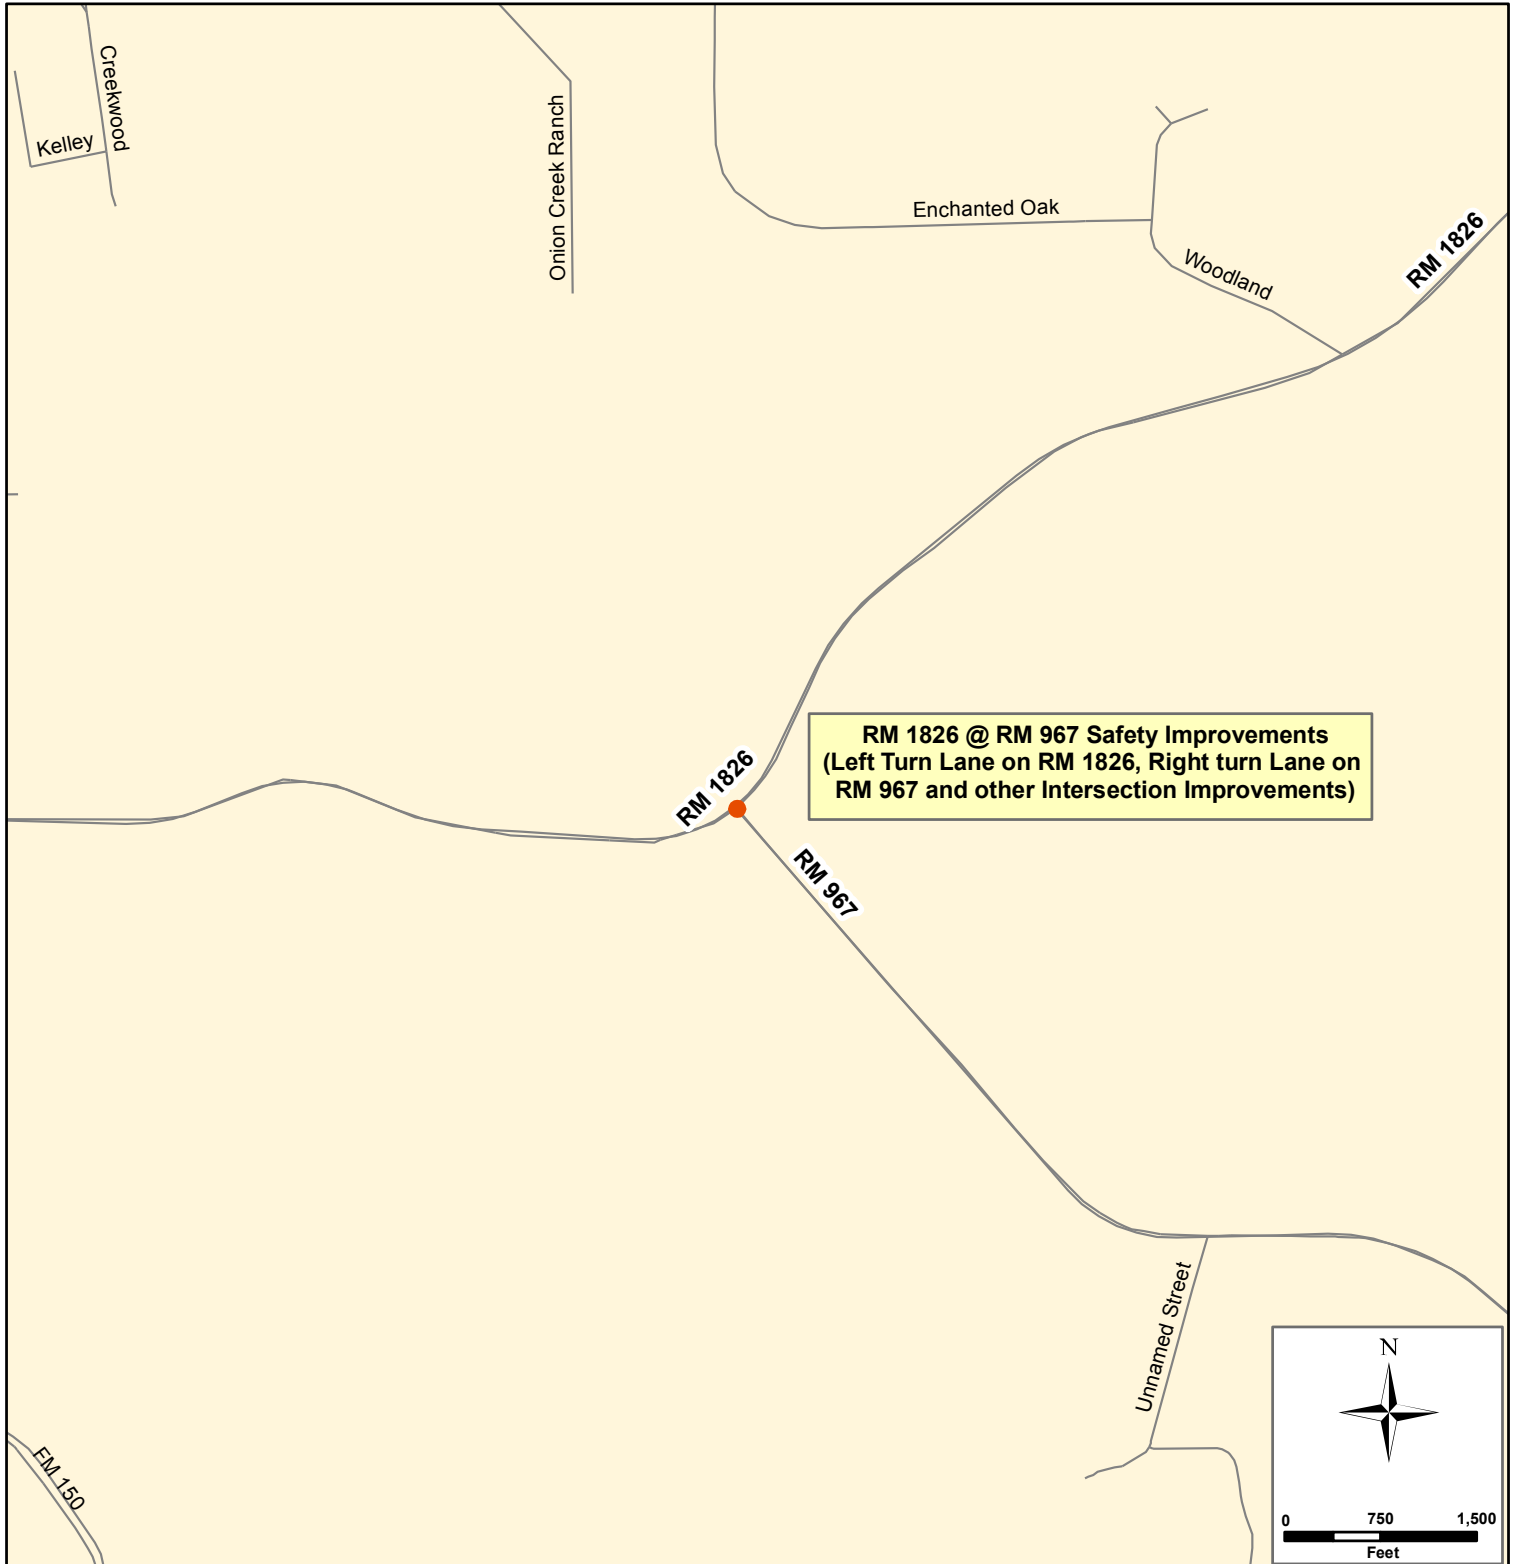 Creekwood
Kelley
Onion Creek Ranch
Enchanted Oak
Woodland
RM 1826
RM 1826 @ RM 967 Safety Improvements
(Left Turn Lane on RM 1826, Right turn Lane on
RM 967 and other Intersection Improvements)
RM 1826
RM 967
Unnamed Street
FM 150
N
0 750 1,500
Feet